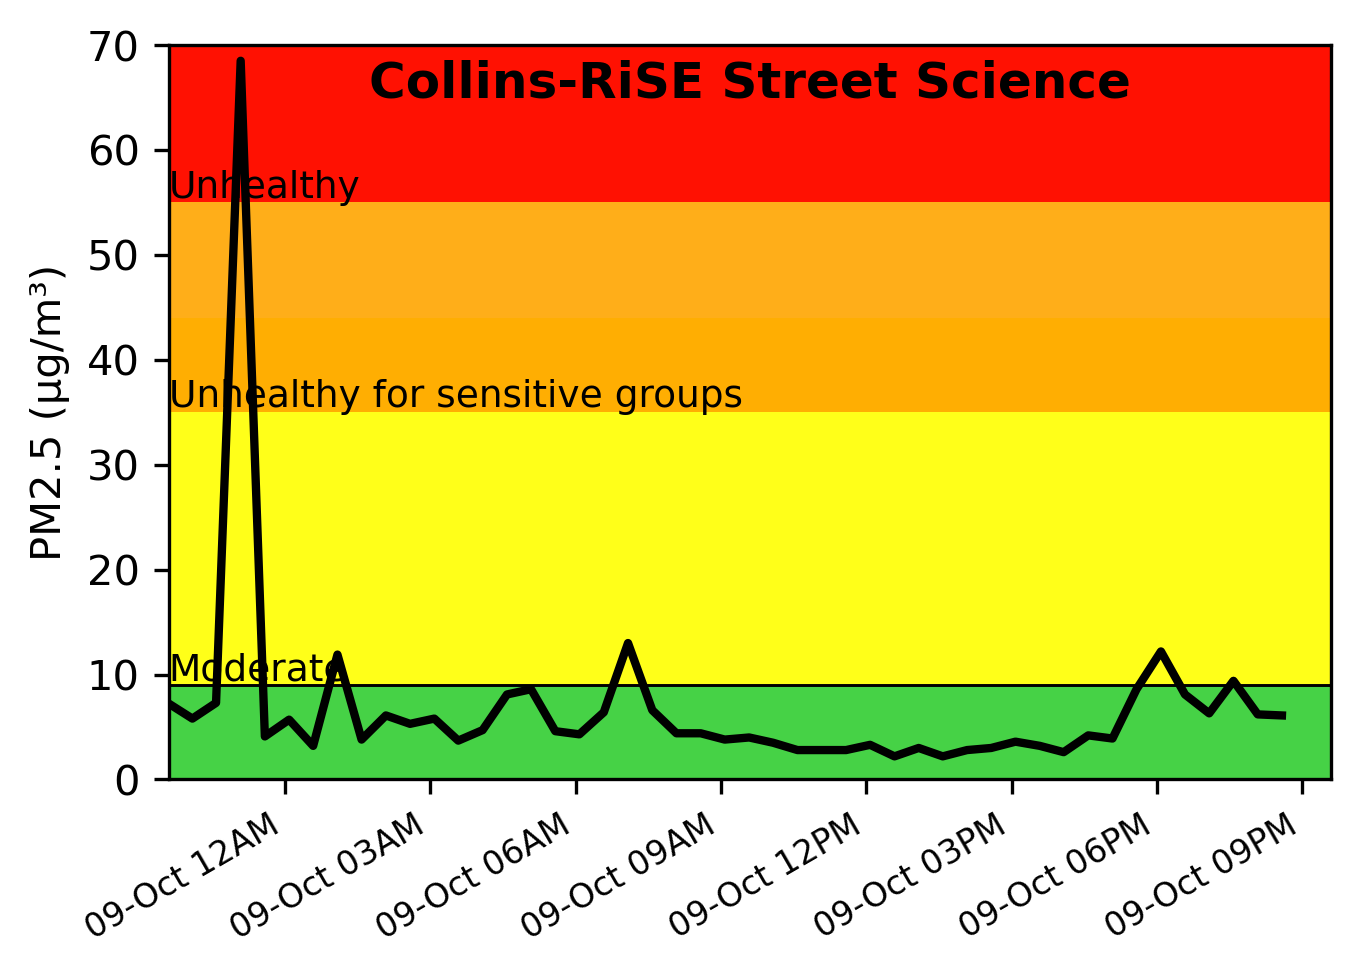 Collins-RiSE Street Science
70
60
Unhealthy
50
40
Unhealthy for sensitive groups
30
20
10
Moderate
0
PM2.5 (µg/m³)
09-Oct 12AM
09-Oct 03AM
09-Oct 06AM
09-Oct 09AM
09-Oct 12PM
09-Oct 03PM
09-Oct 06PM
09-Oct 09PM